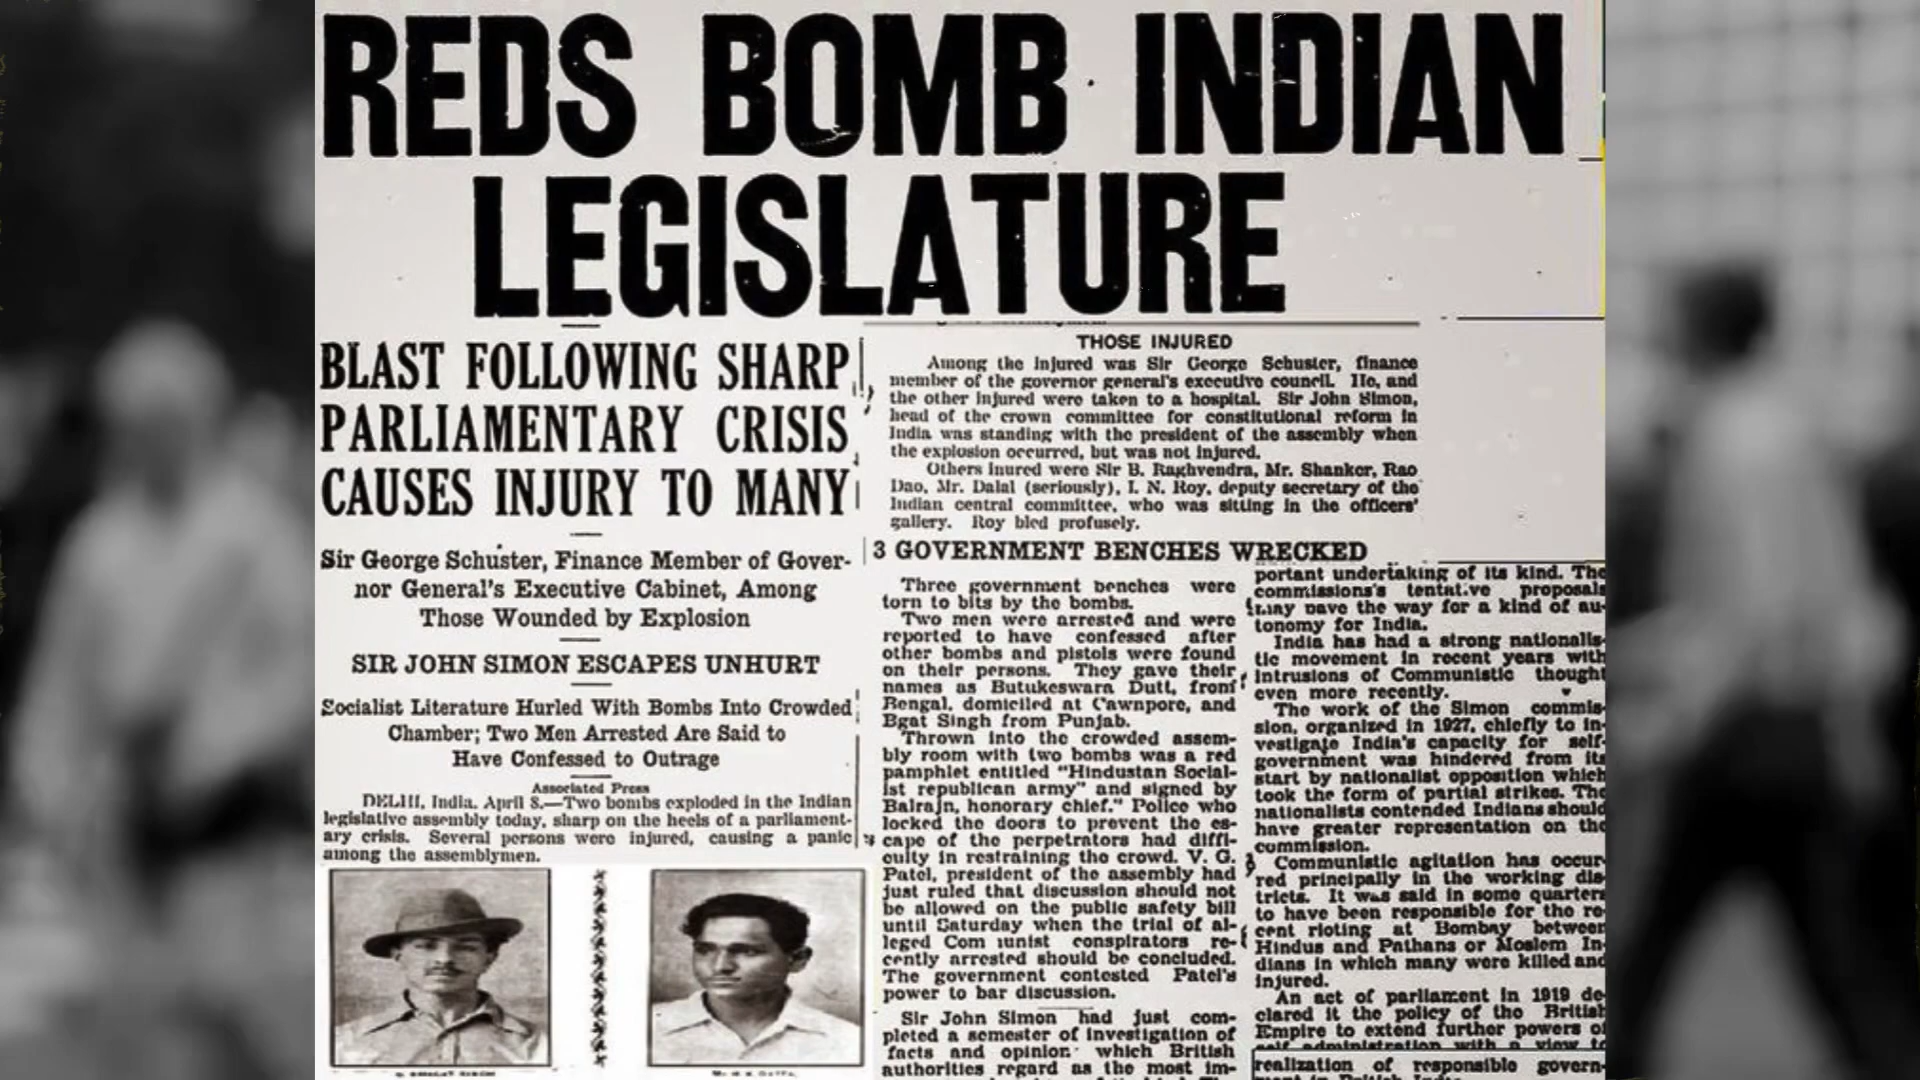 REDS BOMB INDIAN
LEGISLATURE
BLAST FOLLOWING SHARP
PARLIAMENTARY CRISIS
CAUSES INJURY TO MANY
Sir George Schuster, Finance Member of Gover-
nor General's Executive Cabinet, Among
Those Wounded by Explosion
SIR JOHN SIMON ESCAPES UNHURT
Socialist Literature Hurled With Bombs Into Crowded
Chamber; Two Men Arrested Are Said to
Have Confessed to Outrage
Associated Press
DELHI, India, April 8.—Two bombs exploded in the Indian
legislative assembly today, sharp on the heels of a parliament-
ary crisis. Several persons were injured, causing a panic
among the assemblymen.
THOSE INJURED
Among the injured was Sir George Schuster, finance
member of the governor general's executive council. He, and
the other injured were taken to a hospital. Sir John Simon,
head of the crown committee for constitutional reform in
India was standing with the president of the assembly when
the explosion occurred, but was not injured.
Others inured were Sir B. Raghvendra, Mr. Shanker, Rao
Dao, Mr. Dalal (seriously), I. N. Roy, deputy secretary of the
Indian central committee, who was sitting in the officers'
gallery. Roy bled profusely.
3 GOVERNMENT BENCHES WRECKED
Three government benches were
torn to bits by the bombs.
Two men were arrested and were
reported to have confessed after
other bombs and pistols were found
on their persons. They gave their
names as Butukeswara Dutt, from
Bengal, domiciled at Cawnpore, and
Bgat Singh from Punjab.
Thrown into the crowded assem-
bly room with two bombs was a red
pamphlet entitled "Hindustan Social-
ist republican army" and signed by
Balrajn, honorary chief." Police who
locked the doors to prevent the es-
cape of the perpetrators had diffi-
culty in restraining the crowd. V. G.
Patel, president of the assembly had
just ruled that discussion should not
be allowed on the public safety bill
until Saturday when the trial of al-
leged Com unist conspirators re-
cently arrested should be concluded.
The government contested Patel's
power to bar discussion.
Sir John Simon had just com-
pleted a semester of investigation of
facts and opinion which British
authorities regard as the most im-
portant undertaking of its kind. The
commissions's tentative proposals
may pave the way for a kind of au-
tonomy for India.
India has had a strong nationalis-
tic movement in recent years with
intrusions of Communistic thought
even more recently.
The work of the Simon commis-
sion, organized in 1927, chiefly to in-
vestigate India's capacity for self-
government was hindered from its
start by nationalist opposition which
took the form of partial strikes. The
nationalists contended Indians should
have greater representation on the
commission.
Communistic agitation has occur-
red principally in the working dis-
tricts. It was said in some quarters
to have been responsible for the re-
cent rioting at Bombay between
Hindus and Pathans or Moslem In-
dians in which many were killed and
injured.
An act of parliament in 1919 de-
clared it the policy of the British
Empire to extend further powers of
self administration with a view to
realization of responsible govern-